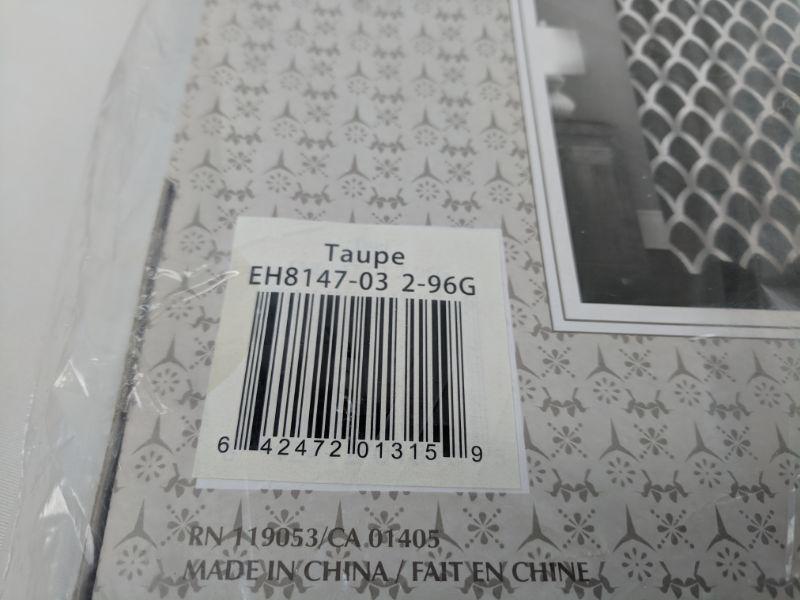 Taupe
EH8147-03 2-96G
6 42472 01315 9
RN 119053/CA 01405
MADE IN CHINA / FAIT EN CHINE